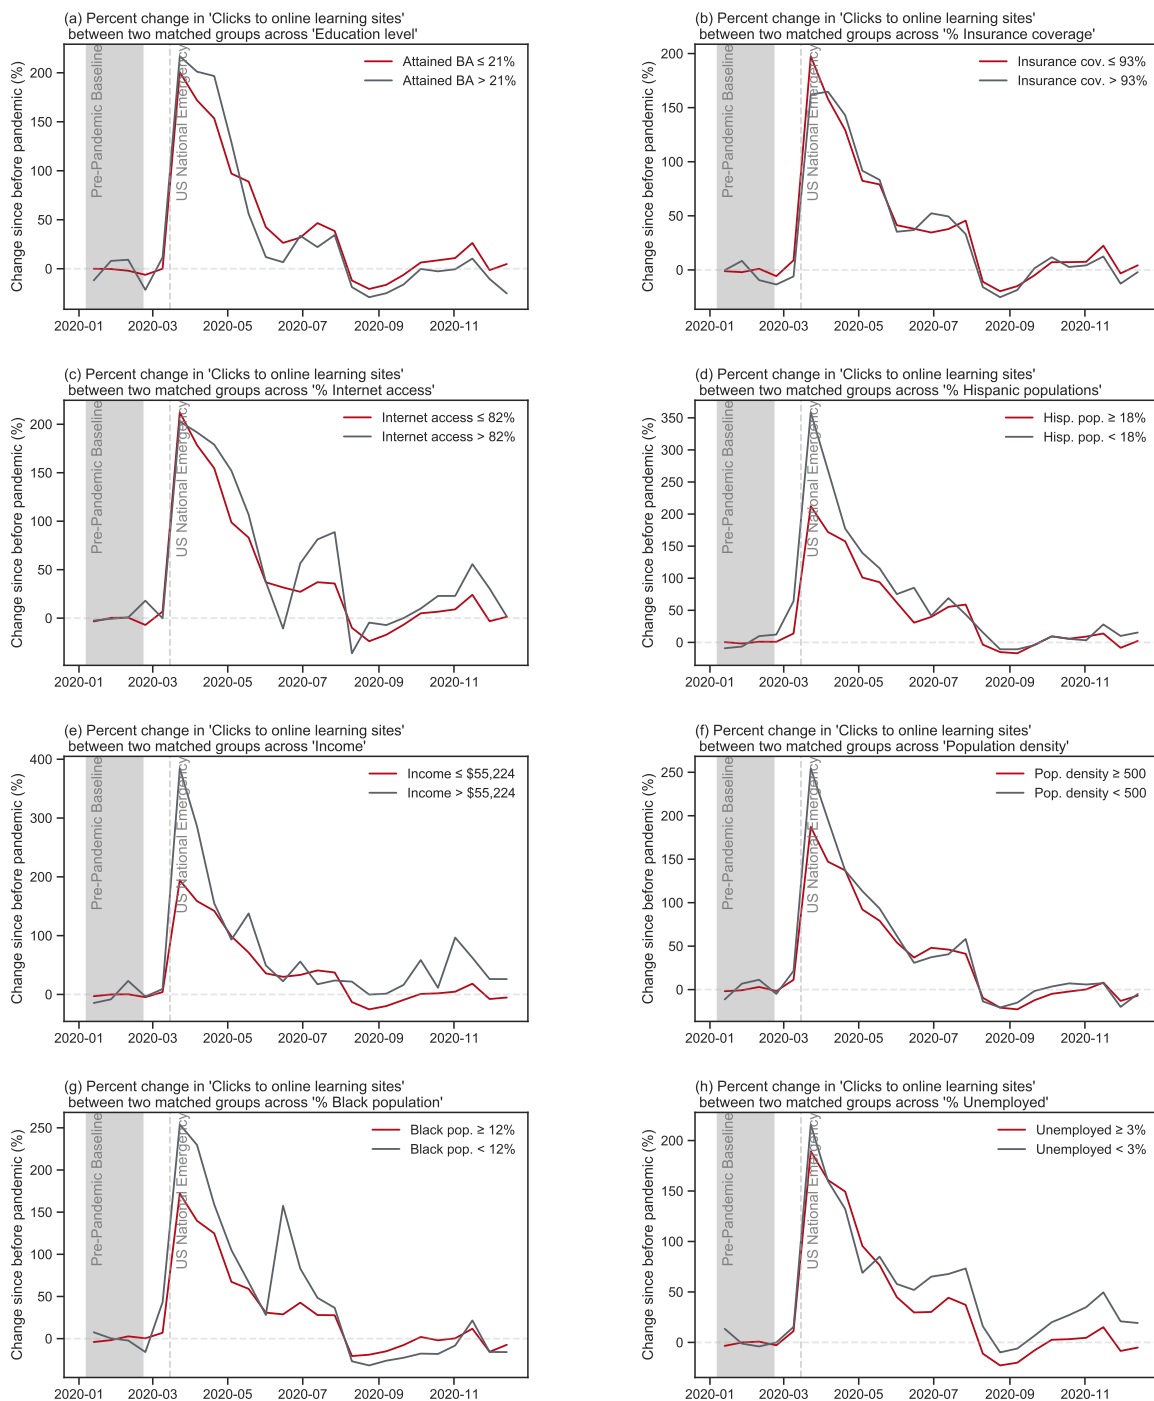 (a) Percent change in 'Clicks to online learning sites'
between two matched groups across 'Education level'
Change since before pandemic (%)
200
150
100
50
0
Pre-Pandemic Baseline
US National Emergency
Attained BA ≤ 21%
Attained BA > 21%
2020-01 2020-03 2020-05 2020-07 2020-09 2020-11
(b) Percent change in 'Clicks to online learning sites'
between two matched groups across '% Insurance coverage'
Change since before pandemic (%)
200
150
100
50
0
Pre-Pandemic Baseline
US National Emergency
Insurance cov. ≤ 93%
Insurance cov. > 93%
2020-01 2020-03 2020-05 2020-07 2020-09 2020-11
(c) Percent change in 'Clicks to online learning sites'
between two matched groups across '% Internet access'
Change since before pandemic (%)
200
150
100
50
0
Pre-Pandemic Baseline
US National Emergency
Internet access ≤ 82%
Internet access > 82%
2020-01 2020-03 2020-05 2020-07 2020-09 2020-11
(d) Percent change in 'Clicks to online learning sites'
between two matched groups across '% Hispanic populations'
Change since before pandemic (%)
350
300
250
200
150
100
50
0
Pre-Pandemic Baseline
US National Emergency
Hisp. pop. ≥ 18%
Hisp. pop. < 18%
2020-01 2020-03 2020-05 2020-07 2020-09 2020-11
(e) Percent change in 'Clicks to online learning sites'
between two matched groups across 'Income'
Change since before pandemic (%)
400
300
200
100
0
Pre-Pandemic Baseline
US National Emergency
Income ≤ $55,224
Income > $55,224
2020-01 2020-03 2020-05 2020-07 2020-09 2020-11
(f) Percent change in 'Clicks to online learning sites'
between two matched groups across 'Population density'
Change since before pandemic (%)
250
200
150
100
50
0
Pre-Pandemic Baseline
US National Emergency
Pop. density ≥ 500
Pop. density < 500
2020-01 2020-03 2020-05 2020-07 2020-09 2020-11
(g) Percent change in 'Clicks to online learning sites'
between two matched groups across '% Black population'
Change since before pandemic (%)
250
200
150
100
50
0
Pre-Pandemic Baseline
US National Emergency
Black pop. ≥ 12%
Black pop. < 12%
2020-01 2020-03 2020-05 2020-07 2020-09 2020-11
(h) Percent change in 'Clicks to online learning sites'
between two matched groups across '% Unemployed'
Change since before pandemic (%)
200
150
100
50
0
Pre-Pandemic Baseline
US National Emergency
Unemployed ≥ 3%
Unemployed < 3%
2020-01 2020-03 2020-05 2020-07 2020-09 2020-11